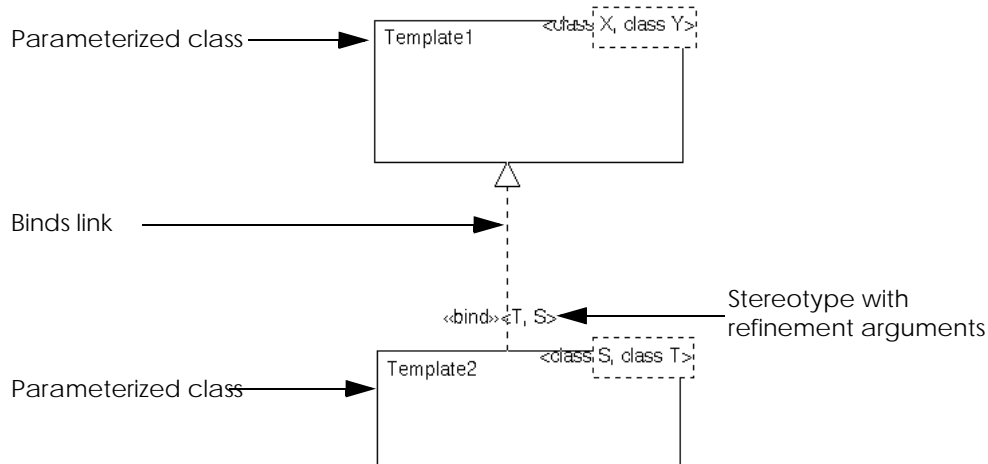 <class X, class Y>
Parameterized class
Template1
Binds link
«bind»<T, S>
Stereotype with
refinement arguments
<class S, class T>
Template2
Parameterized class